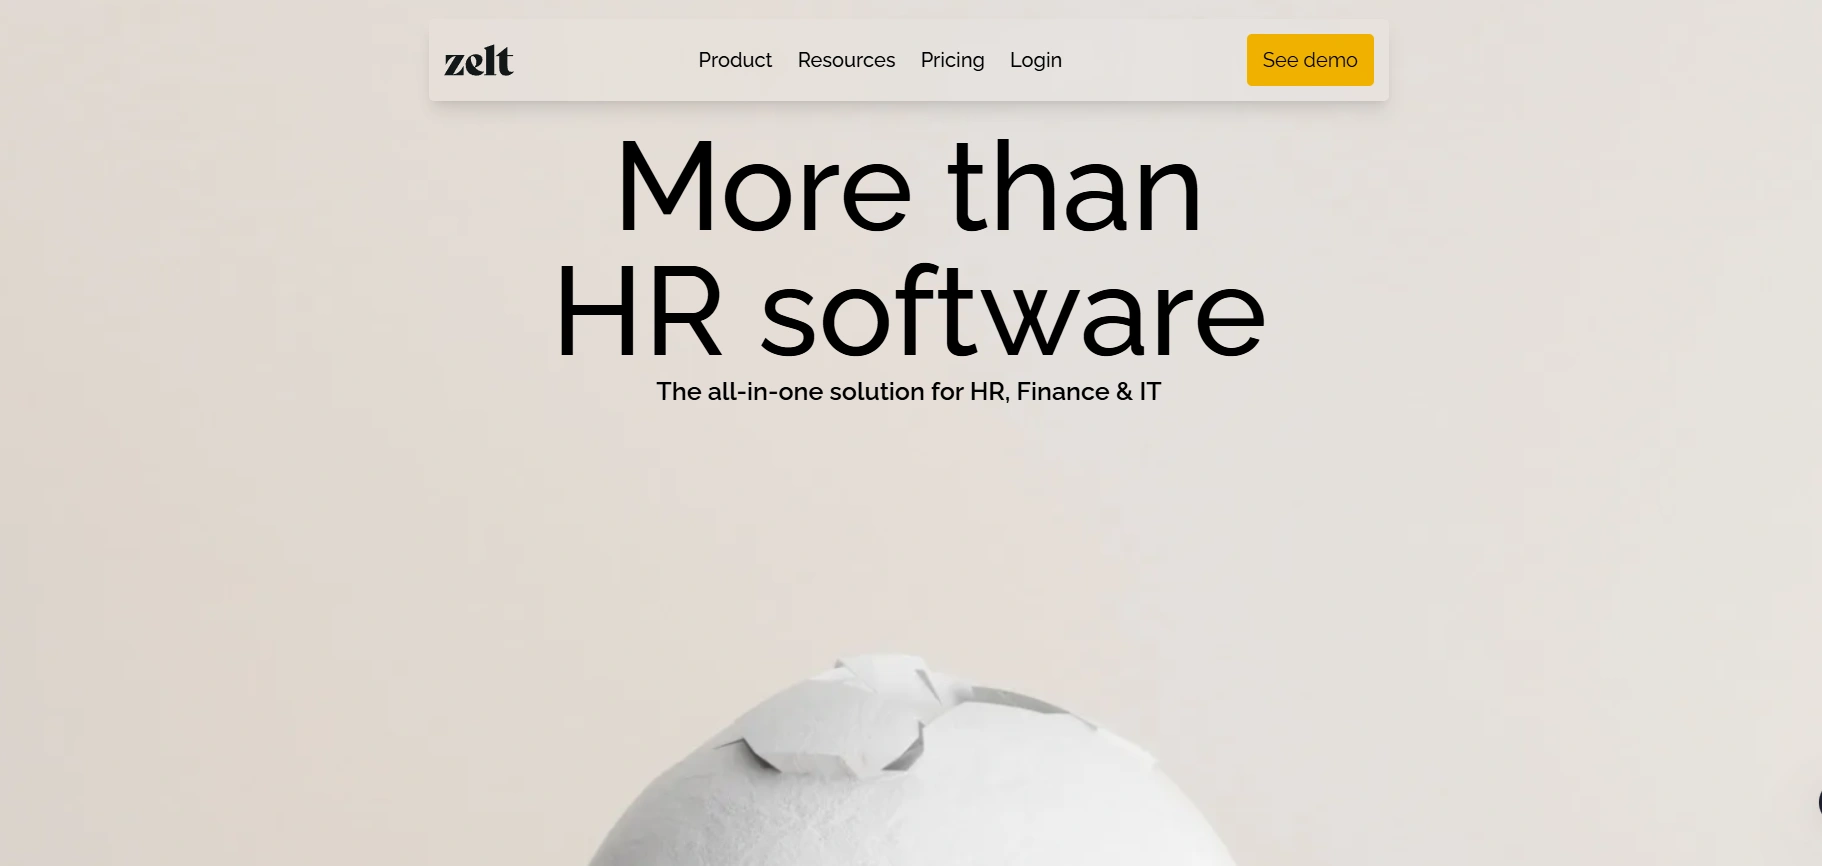 zelt
Product Resources Pricing Login
See demo
More than
HR software
The all-in-one solution for HR, Finance & IT